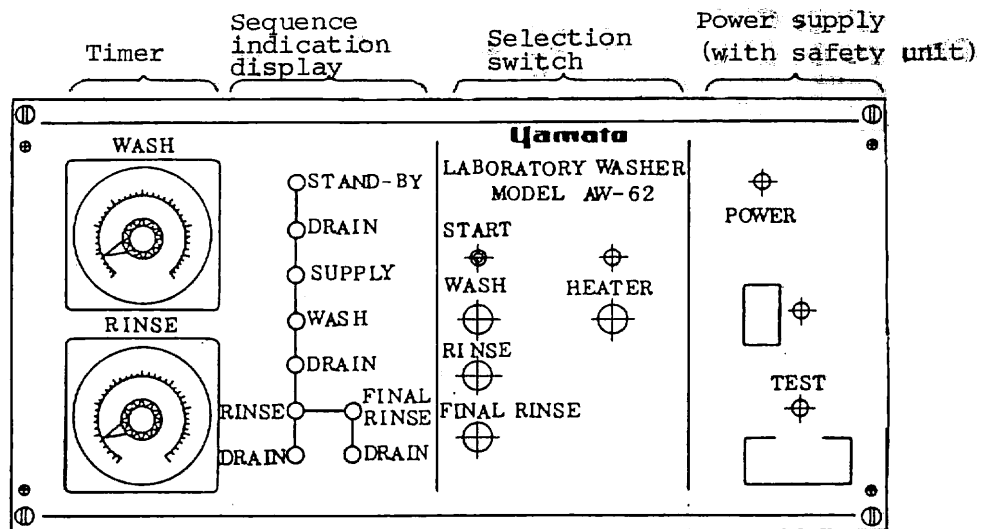 Timer
Sequence
indication
display
Selection
switch
Power supply
(with safety unit)
WASH
RINSE
STAND-BY
DRAIN
SUPPLY
WASH
DRAIN
RINSE
FINAL
RINSE
DRAIN
DRAIN
yamato
LABORATORY WASHER
MODEL AW-62
START
WASH
HEATER
RINSE
FINAL RINSE
POWER
TEST